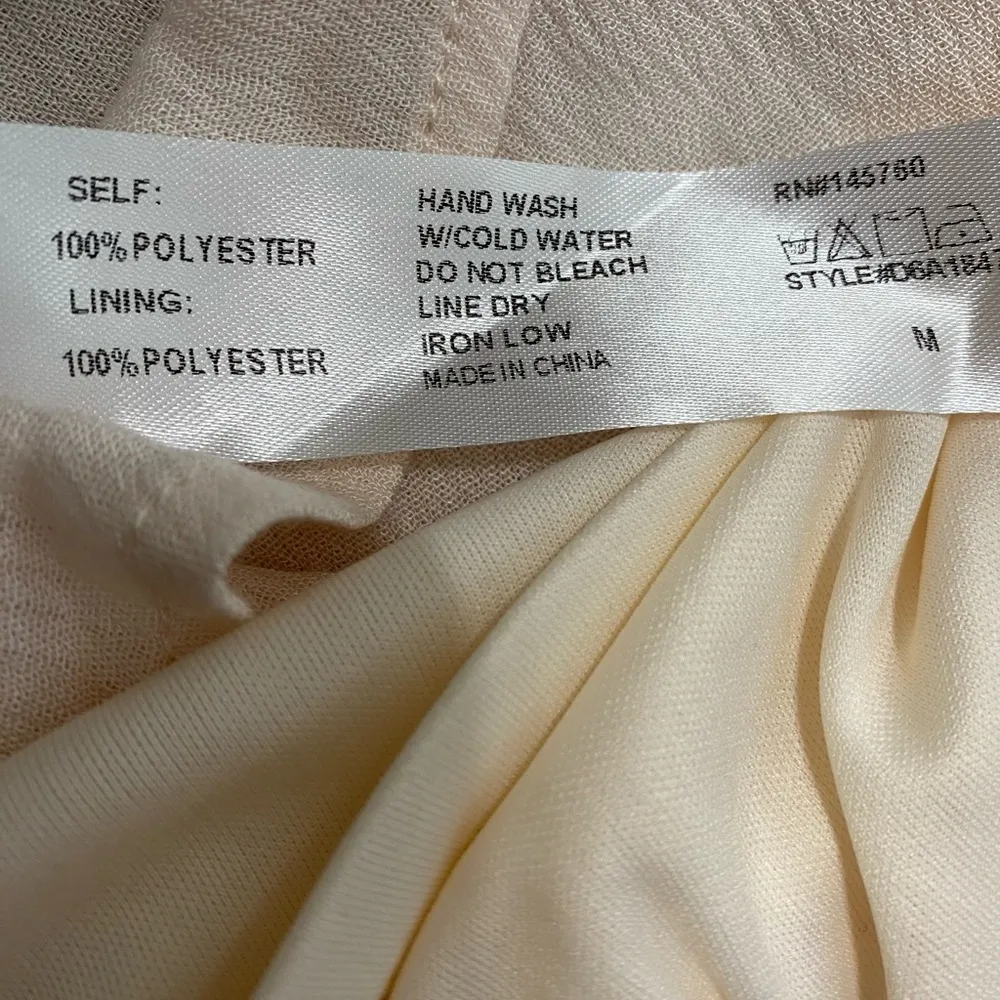 SELF:
100% POLYESTER
LINING:
100% POLYESTER
HAND WASH
W/COLD WATER
DO NOT BLEACH
LINE DRY
IRON LOW
MADE IN CHINA
RN#145760
STYLE#D6A184
M